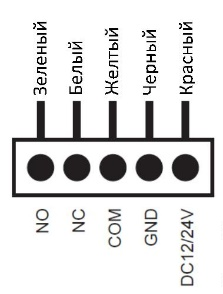 Зеленый
Белый
Желтый
Черный
Красный
NO
NC
COM
GND
DC12/24V